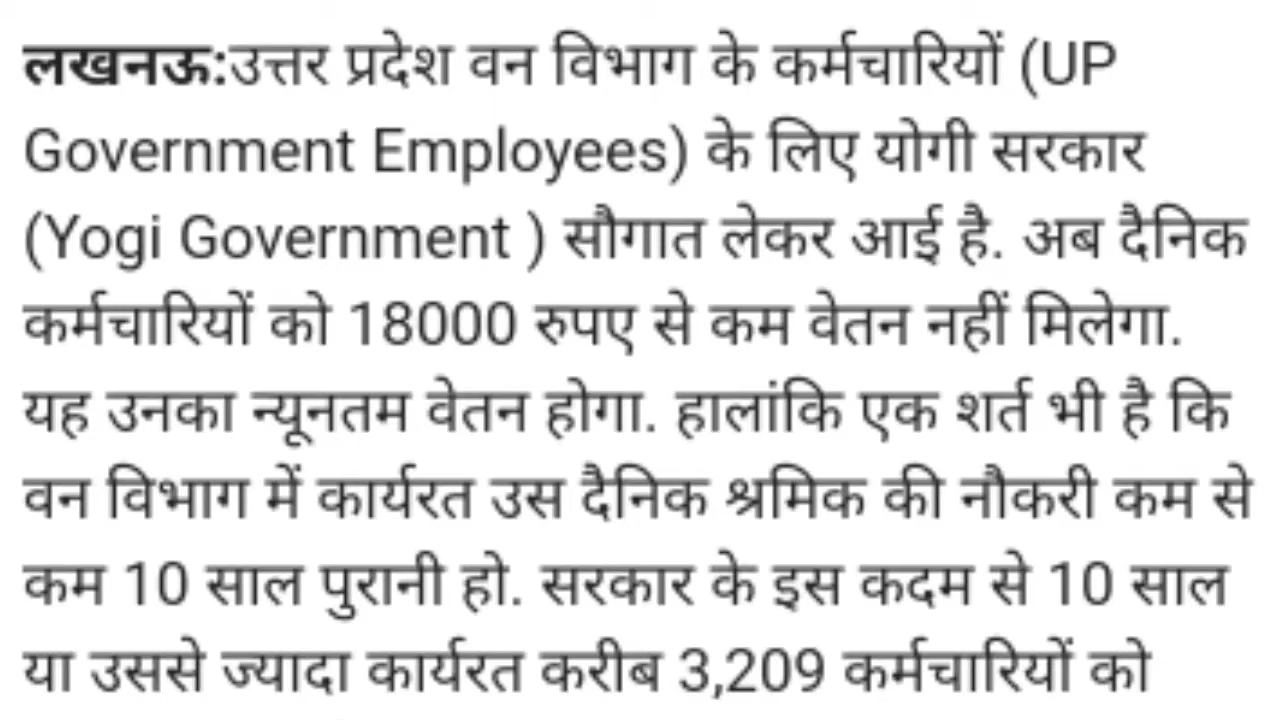 लखनऊ:उत्तर प्रदेश वन विभाग के कर्मचारियों (UP
Government Employees) के लिए योगी सरकार
(Yogi Government ) सौगात लेकर आई है. अब दैनिक
कर्मचारियों को 18000 रुपए से कम वेतन नहीं मिलेगा.
यह उनका न्यूनतम वेतन होगा. हालांकि एक शर्त भी है कि
वन विभाग में कार्यरत उस दैनिक श्रमिक की नौकरी कम से
कम 10 साल पुरानी हो. सरकार के इस कदम से 10 साल
या उससे ज्यादा कार्यरत करीब 3,209 कर्मचारियों को